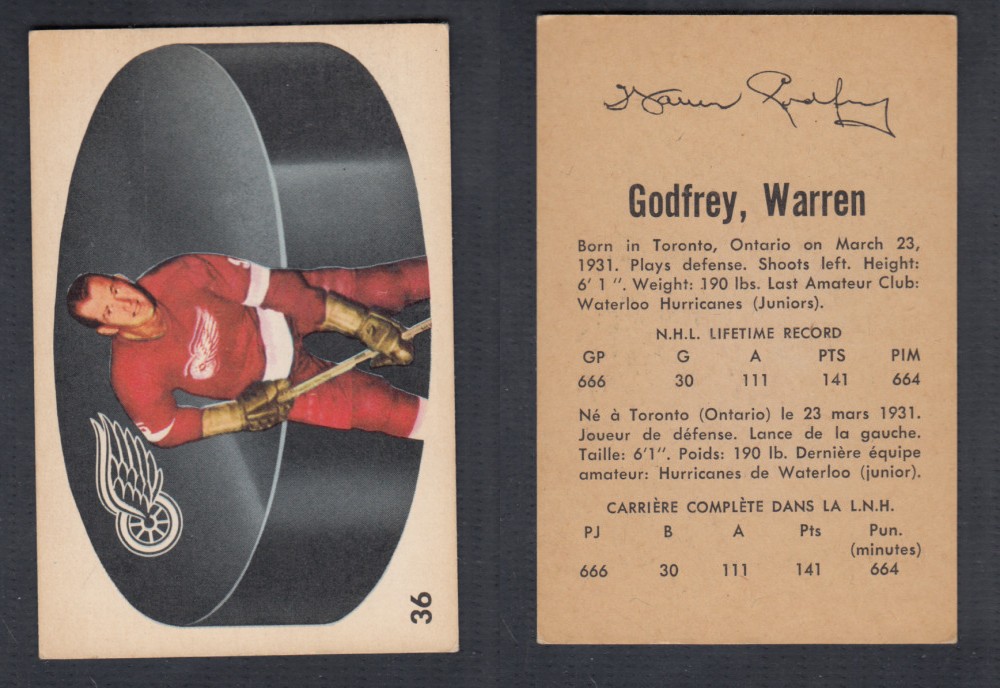 36
Warren Godfrey
Godfrey, Warren
Born in Toronto, Ontario on March 23,
1931. Plays defense. Shoots left. Height:
6' 1 ". Weight: 190 lbs. Last Amateur Club:
Waterloo Hurricanes (Juniors).
N.H.L. LIFETIME RECORD
GP G A PTS PIM
666 30 111 141 664
Né à Toronto (Ontario) le 23 mars 1931.
Joueur de défense. Lance de la gauche.
Taille: 6'1". Poids: 190 lb. Dernière équipe
amateur: Hurricanes de Waterloo (junior).
CARRIÈRE COMPLÈTE DANS LA L.N.H.
PJ B A Pts Pun.
(minutes)
666 30 111 141 664